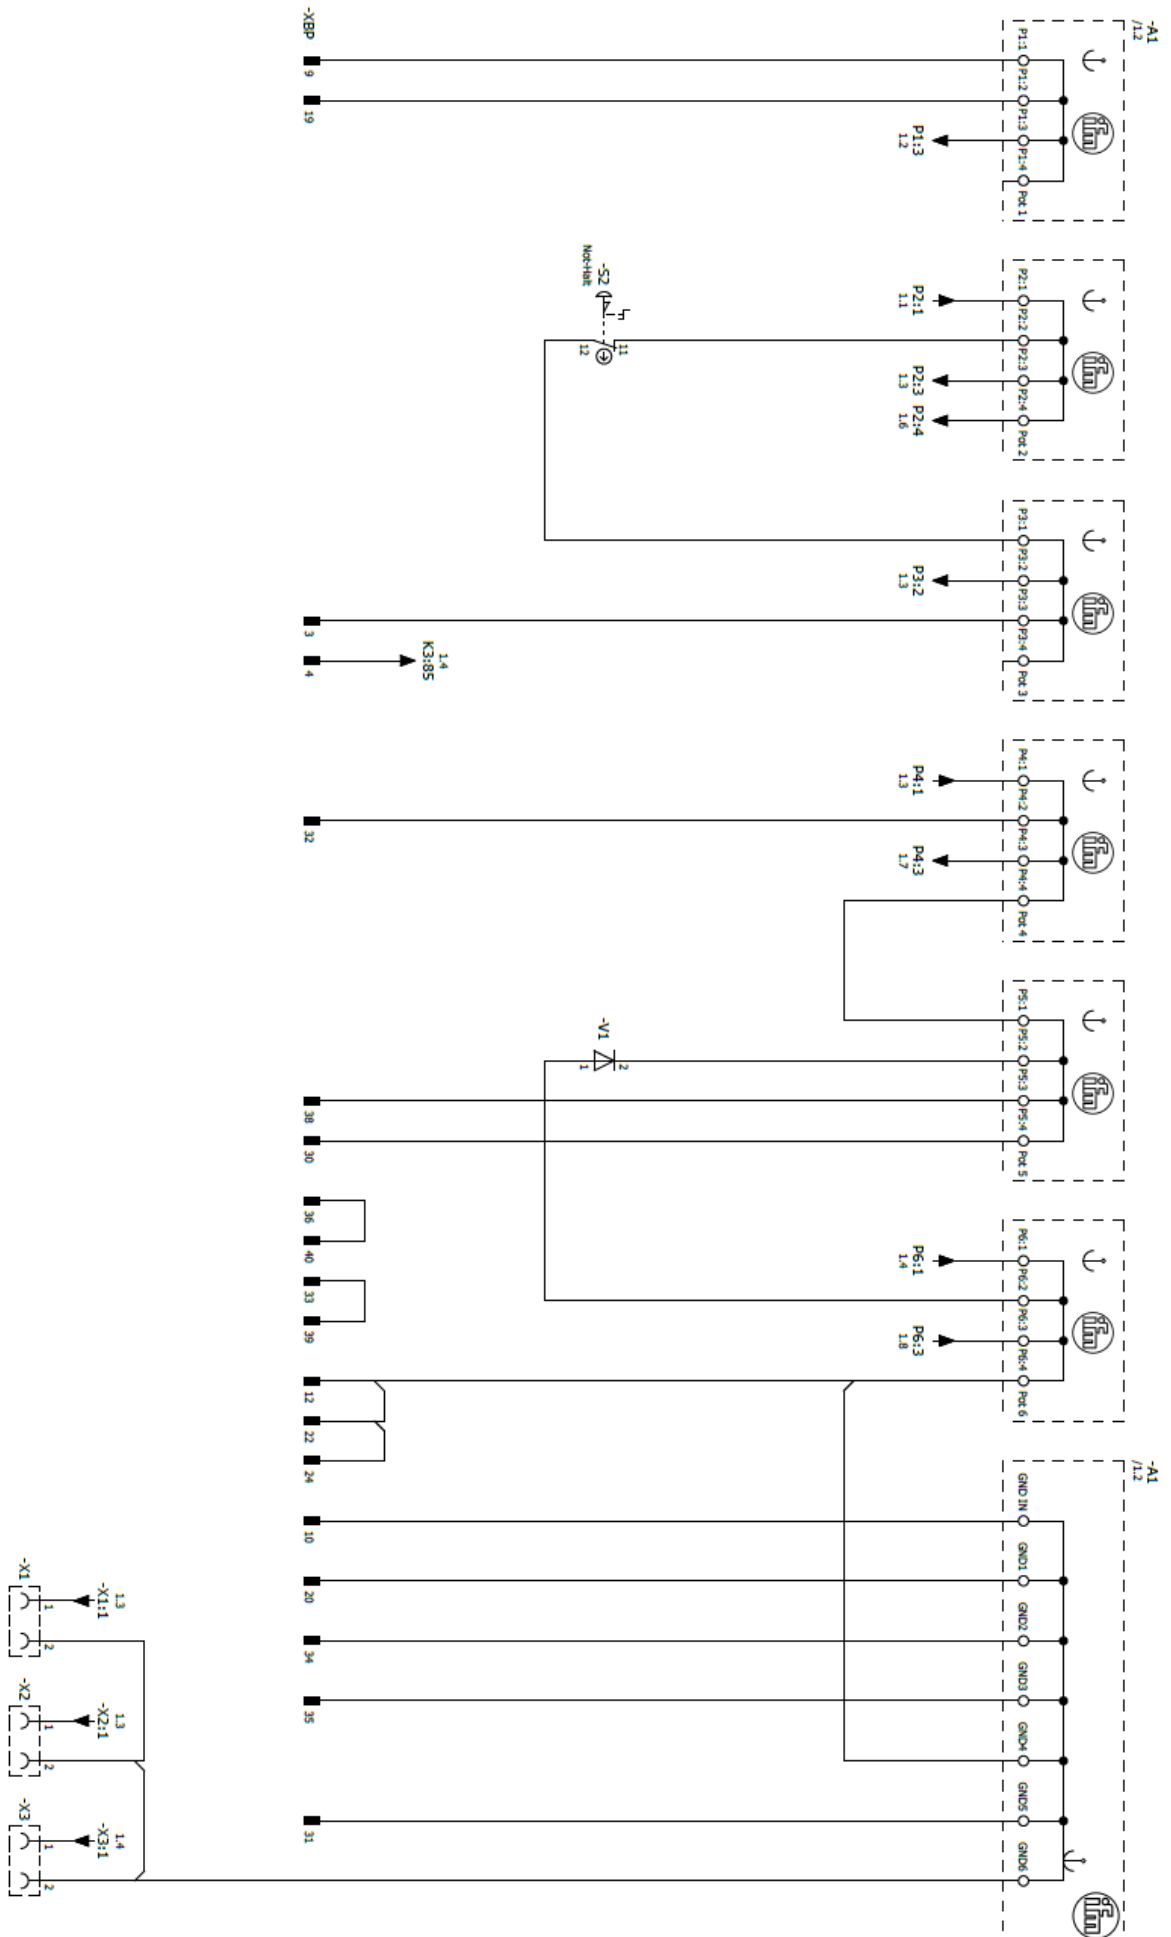 -A1
/1.2
P1:1
P1:2
P1:3
P1:4
Pot 1
ifm
P1:3
1.2
-XBP
9
19
P2:1
P2:2
P2:3
P2:4
Pot 2
ifm
P2:1
1.1
P2:3
1.3
P2:4
1.6
-S2
Not-Halt
11
12
P3:1
P3:2
P3:3
P3:4
Pot 3
ifm
P3:2
1.3
3
4
1.4
K3:85
P4:1
P4:2
P4:3
P4:4
Pot 4
ifm
P4:1
1.3
P4:3
1.7
32
P5:1
P5:2
P5:3
P5:4
Pot 5
ifm
-V1
1
2
38
30
36
40
33
39
P6:1
P6:2
P6:3
P6:4
Pot 6
ifm
P6:1
1.4
P6:3
1.8
12
22
24
-A1
/1.2
GND IN
GND1
GND2
GND3
GND4
GND5
GND6
ifm
10
20
34
35
31
-X1
1
2
1.3
-X1:1
-X2
1
2
1.3
-X2:1
-X3
1
2
1.4
-X3:1